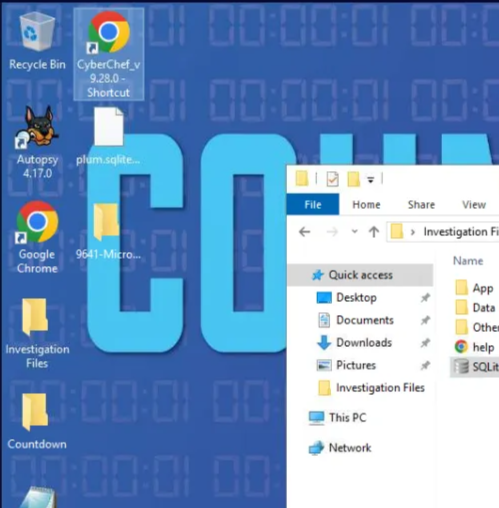 Recycle Bin
CyberChef_v
9.28.0 -
Shortcut
Autopsy
4.17.0
plum.sqlite...
Google
Chrome
9641-Micro...
Investigation
Files
Countdown
COU
File Home Share View
Investigation Fi
Quick access
Desktop
Documents
Downloads
Pictures
Investigation Files
This PC
Network
Name
App
Data
Other
help
SQLit